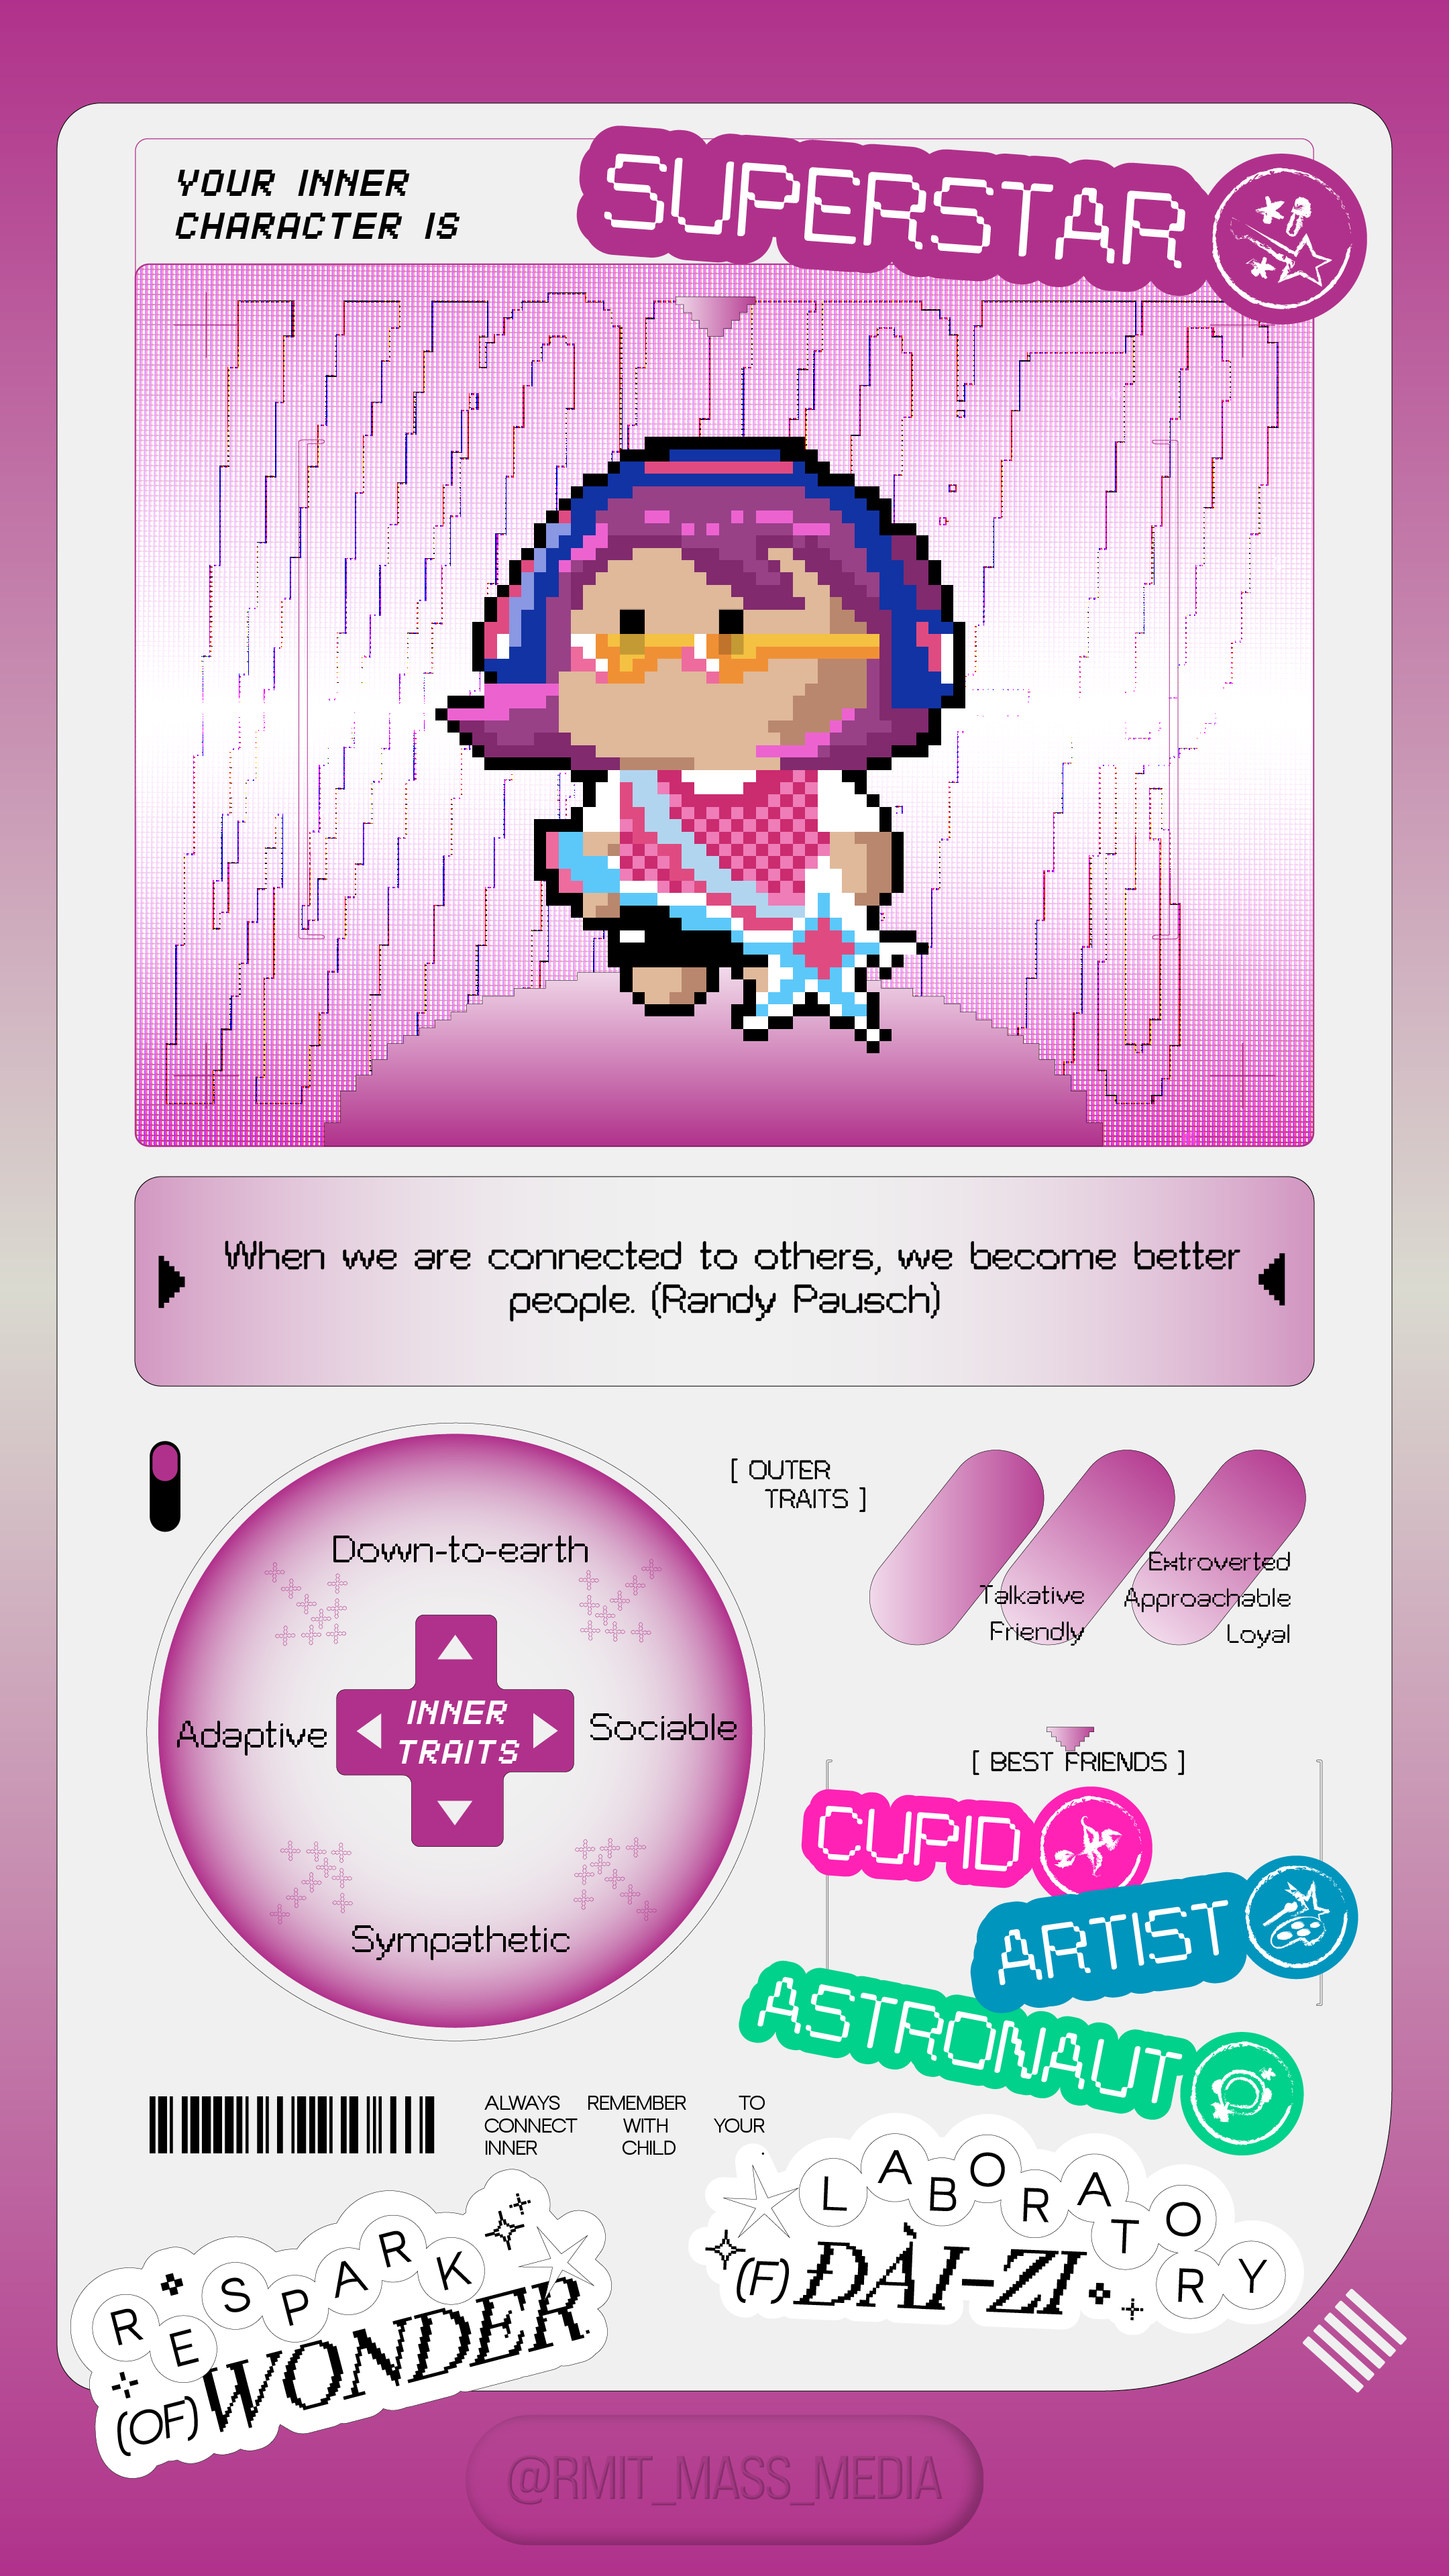 YOUR INNER
CHARACTER IS
SUPERSTAR
When we are connected to others, we become better
people. (Randy Pausch)
Down-to-earth
Adaptive
INNER
TRAITS
Sociable
Sympathetic
[ OUTER
TRAITS ]
Talkative
Friendly
Extroverted
Approachable
Loyal
[ BEST FRIENDS ]
CUPID
ARTIST
ASTRONAUT
ALWAYS REMEMBER TO
CONNECT WITH YOUR
INNER CHILD .
RESPARK
(OF) WONDER.
LABORATORY
(F) ĐÀI-ZI
@RMIT_MASS_MEDIA